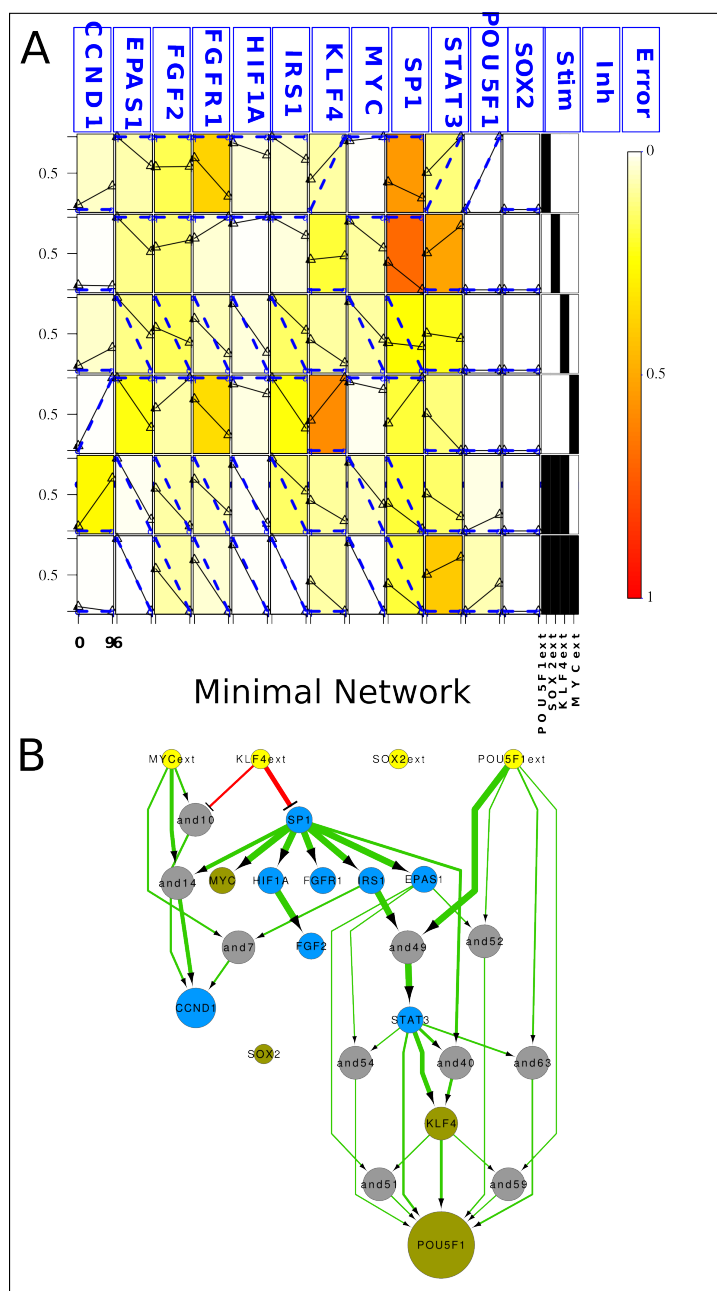 A
CCND1 EPAS1 FGF2 FGFR1 HIF1A IRS1 KLF4 MYC SP1 STAT3 POU5F1 SOX2 Stim Inh Error
0.5
0.5
0.5
0.5
0.5
0.5
0
0.5
1
0 96
POU5F1ext
SOX2ext
KLF4ext
MYCext
Minimal Network
B
MYCext KLF4ext SOX2ext POU5F1ext
and10 SP1
and14 MYC HIF1A FGFR1 IRS1 EPAS1
and7 FGF2 and49 and52
CCND1 STAT3
SOX2 and54 and40 and63
KLF4
and51 and59
POU5F1